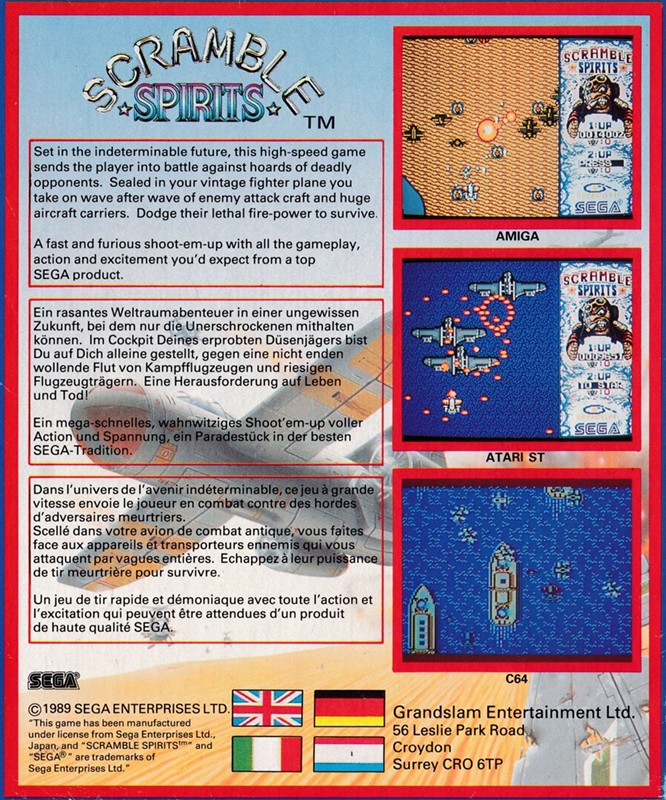 SCRAMBLE
SPIRITS
TM
Set in the indeterminable future, this high-speed game
sends the player into battle against hoards of deadly
opponents. Sealed in your vintage fighter plane you
take on wave after wave of enemy attack craft and huge
aircraft carriers. Dodge their lethal fire-power to survive.
A fast and furious shoot-em-up with all the gameplay,
action and excitement you'd expect from a top
SEGA product.
Ein rasantes Weltraumabenteuer in einer ungewissen
Zukunft, bei dem nur die Unerschrockenen mithalten
können. Im Cockpit Deines erprobten Düsenjägers bist
Du auf Dich alleine gestellt, gegen eine nicht enden
wollende Flut von Kampfflugzeugen und riesigen
Flugzeugträgern. Eine Herausforderung auf Leben
und Tod!
Ein mega-schnelles, wahnwitziges Shoot'em-up voller
Action und Spannung, ein Paradestück in der besten
SEGA-Tradition.
Dans l'univers de l'avenir indéterminable, ce jeu à grande
vitesse envoie le joueur en combat contre des hordes
d'adversaires meurtriers.
Scellé dans votre avion de combat antique, vous faites
face aux appareils et transporteurs ennemis qui vous
attaquent par vagues entières. Echappez à leur puissance
de tir meurtrière pour survivre.
Un jeu de tir rapide et démoniaque avec toute l'action et
l'excitation qui peuvent être attendues d'un produit
de haute qualité SEGA.
SCRAMBLE
SPIRITS
1:UP
2:UP
PRESS
SEGA
AMIGA
SCRAMBLE
SPIRITS
1:UP
2:UP
TO STAR
SEGA
ATARI ST
C64
SEGA
©1989 SEGA ENTERPRISES LTD.
"This game has been manufactured
under license from Sega Enterprises Ltd.,
Japan, and "SCRAMBLE SPIRITS™" and
"SEGA®" are trademarks of
Sega Enterprises Ltd."
Grandslam Entertainment Ltd.
56 Leslie Park Road
Croydon
Surrey CRO 6TP